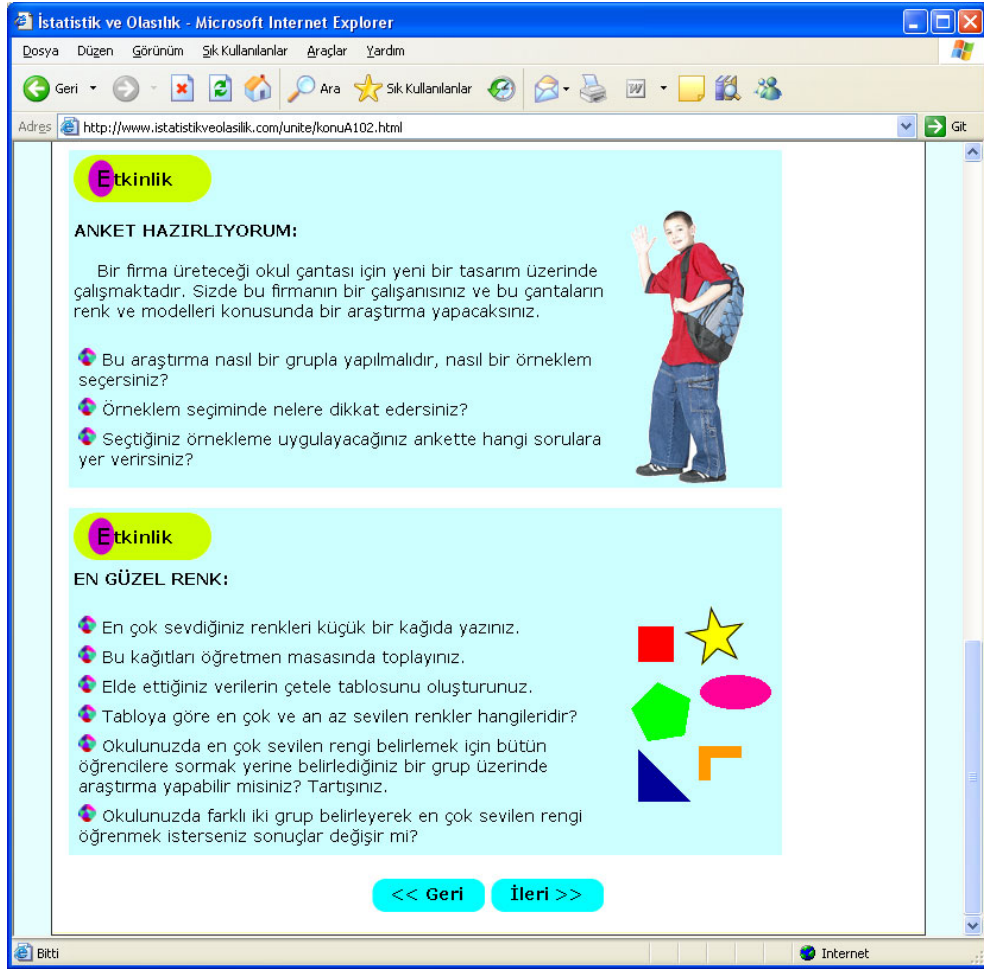 İstatistik ve Olasılık - Microsoft Internet Explorer
Dosya Düzen Görünüm Sık Kullanılanlar Araçlar Yardım
Geri Ara Sık Kullanılanlar
Adres http://www.istatistikveolasilik.com/unite/konuA102.html Git
Etkinlik
ANKET HAZIRLIYORUM:
Bir firma üreteceği okul çantası için yeni bir tasarım üzerinde
çalışmaktadır. Sizde bu firmanın bir çalışanısınız ve bu çantaların
renk ve modelleri konusunda bir araştırma yapacaksınız.
Bu araştırma nasıl bir grupla yapılmalıdır, nasıl bir örneklem
seçersiniz?
Örneklem seçiminde nelere dikkat edersiniz?
Seçtiğiniz örnekleme uygulayacağınız ankette hangi sorulara
yer verirsiniz?
Etkinlik
EN GÜZEL RENK:
En çok sevdiğiniz renkleri küçük bir kağıda yazınız.
Bu kağıtları öğretmen masasında toplayınız.
Elde ettiğiniz verilerin çetele tablosunu oluşturunuz.
Tabloya göre en çok ve an az sevilen renkler hangileridir?
Okulunuzda en çok sevilen rengi belirlemek için bütün
öğrencilere sormak yerine belirlediğiniz bir grup üzerinde
araştırma yapabilir misiniz? Tartışınız.
Okulunuzda farklı iki grup belirleyerek en çok sevilen rengi
öğrenmek isterseniz sonuçlar değişir mi?
<< Geri İleri >>
Bitti Internet